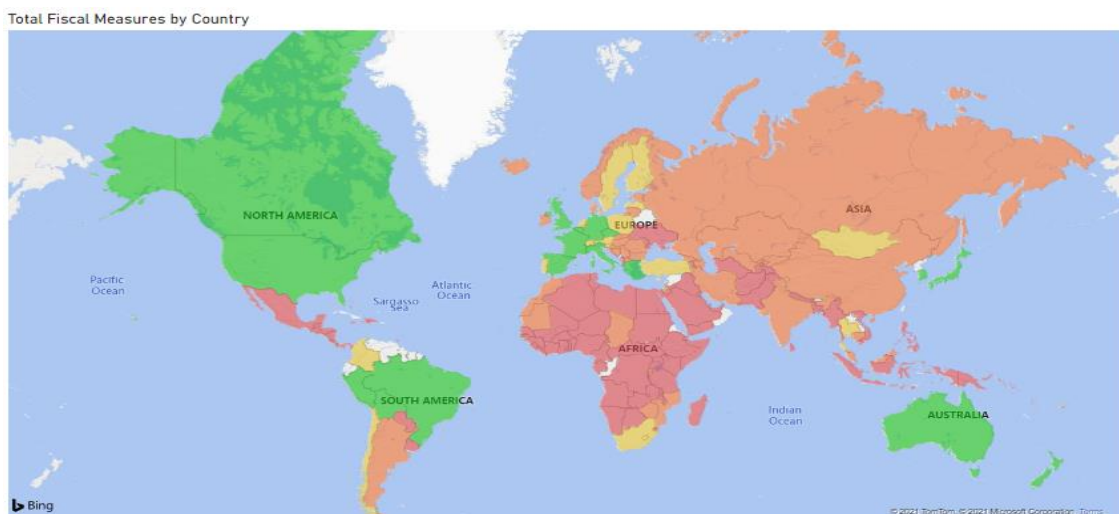 Total Fiscal Measures by Country
NORTH AMERICA
EUROPE
ASIA
Pacific
Ocean
Atlantic
Ocean
Sargasso
Sea
AFRICA
SOUTH AMERICA
Indian
Ocean
AUSTRALIA
Bing
© 2021 TomTom, © 2021 Microsoft Corporation Terms